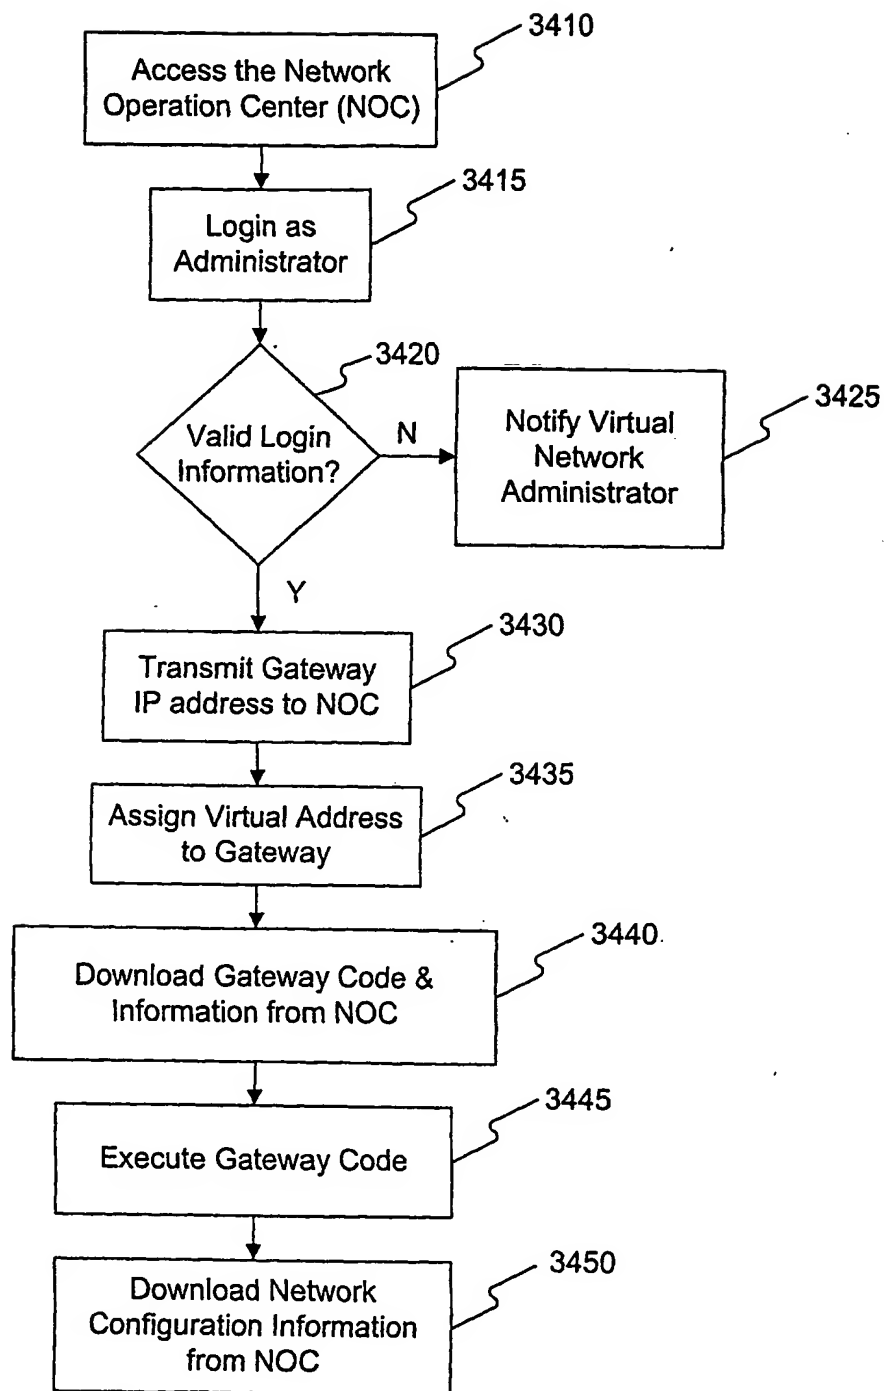 3410
Access the Network
Operation Center (NOC)
3415
Login as
Administrator
3420
Valid Login
Information?
N
3425
Notify Virtual
Network
Administrator
Y
3430
Transmit Gateway
IP address to NOC
3435
Assign Virtual Address
to Gateway
3440
Download Gateway Code &
Information from NOC
3445
Execute Gateway Code
3450
Download Network
Configuration Information
from NOC